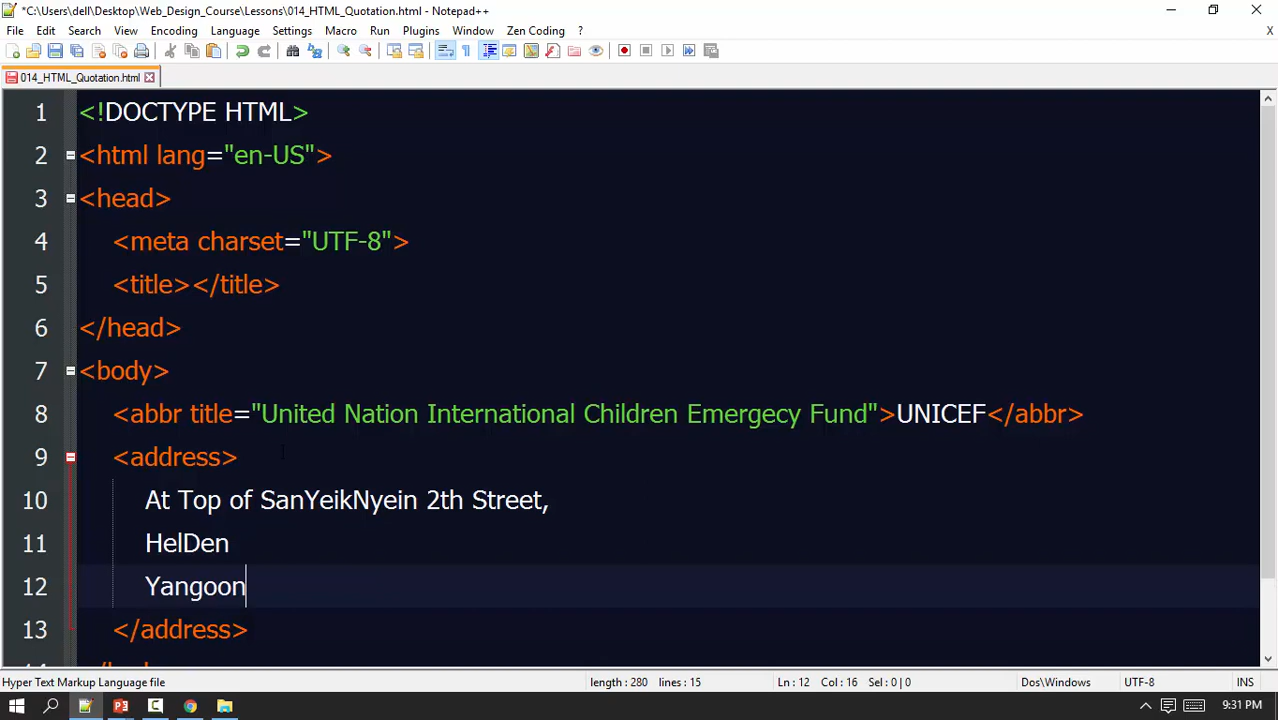 *C:\Users\dell\Desktop\Web_Design_Course\Lessons\014_HTML_Quotation.html - Notepad++
File Edit Search View Encoding Language Settings Macro Run Plugins Window Zen Coding ? X
014_HTML_Quotation.html
1 <!DOCTYPE HTML>
2 <html lang="en-US">
3 <head>
4 <meta charset="UTF-8">
5 <title></title>
6 </head>
7 <body>
8 <abbr title="United Nation International Children Emergecy Fund">UNICEF</abbr>
9 <address>
10 At Top of SanYeikNyein 2th Street,
11 HelDen
12 Yangoon
13 </address>
Hyper Text Markup Language file length : 280 lines : 15 Ln : 12 Col : 16 Sel : 0 | 0 Dos\Windows UTF-8 INS
9:31 PM